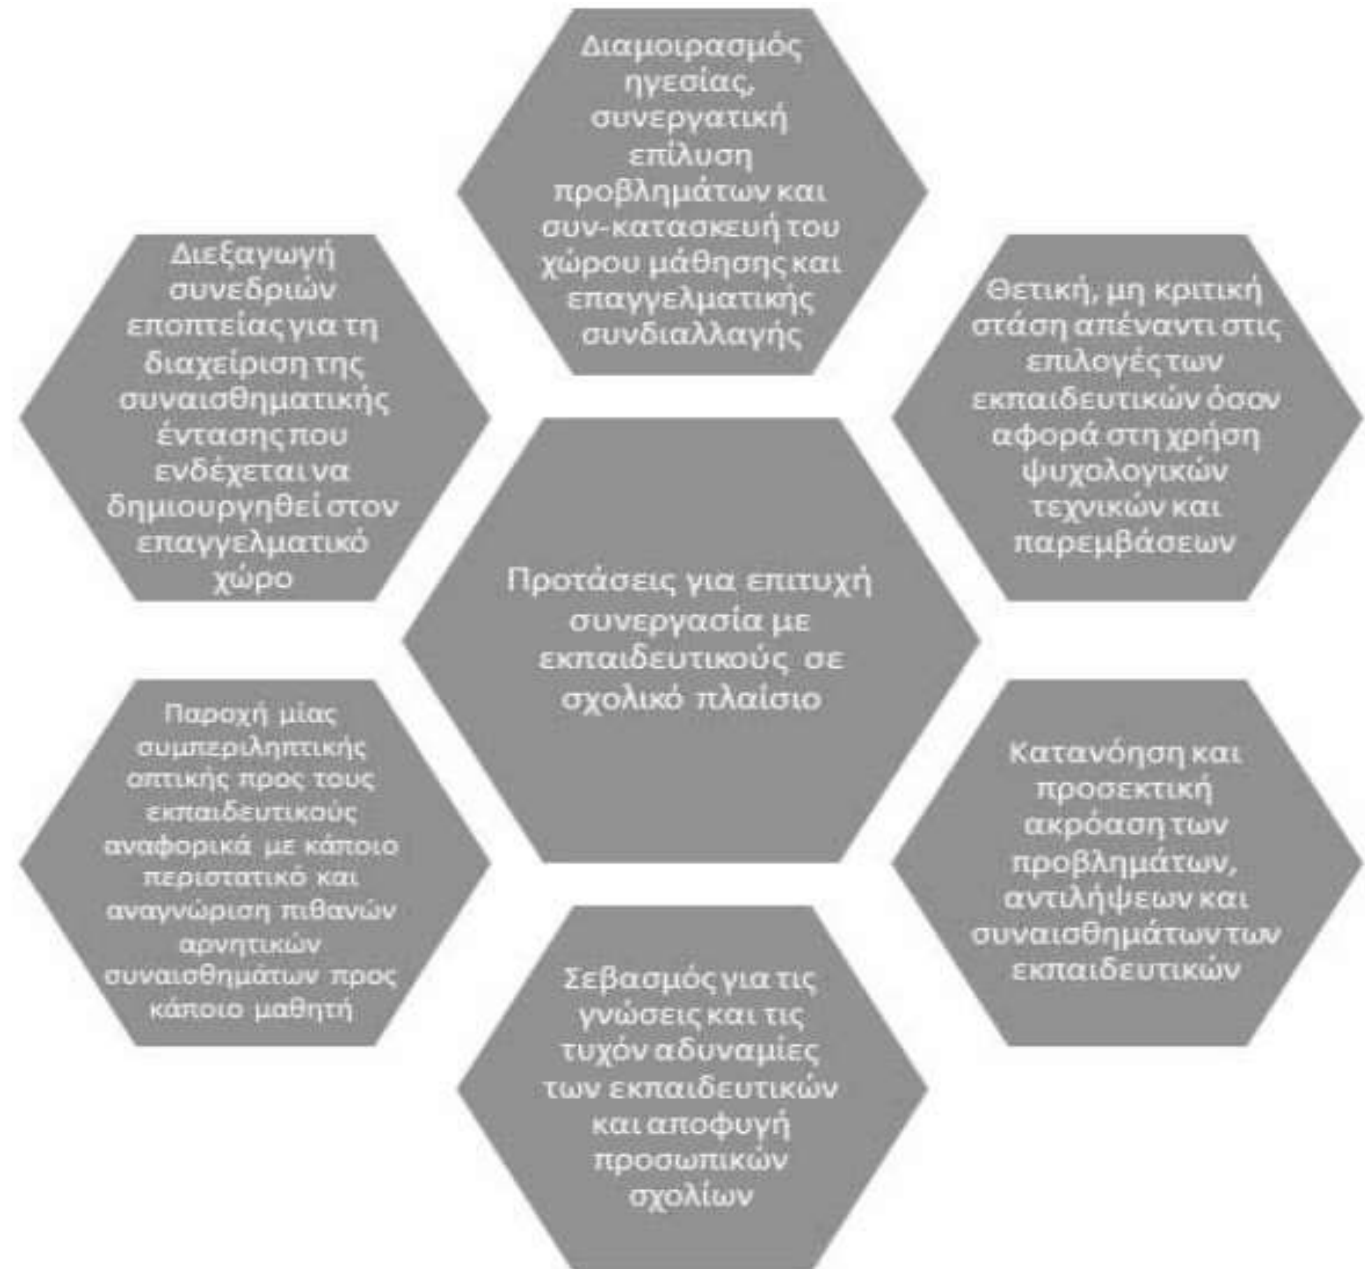 Διαμοιρασμός
ηγεσίας,
συνεργατική
επίλυση
προβλημάτων και
συν-κατασκευή του
χώρου μάθησης και
επαγγελματικής
συνδιαλλαγής
Θετική, μη κριτική
στάση απέναντι στις
επιλογές των
εκπαιδευτικών όσον
αφορά στη χρήση
ψυχολογικών
τεχνικών και
παρεμβάσεων
Κατανόηση και
προσεκτική
ακρόαση των
προβλημάτων,
αντιλήψεων και
συναισθημάτων των
εκπαιδευτικών
Σεβασμός για τις
γνώσεις και τις
τυχόν αδυναμίες
των εκπαιδευτικών
και αποφυγή
προσωπικών
σχολίων
Παροχή μίας
συμπεριληπτικής
οπτικής προς τους
εκπαιδευτικούς
αναφορικά με κάποιο
περιστατικό και
αναγνώριση πιθανών
αρνητικών
συναισθημάτων προς
κάποιο μαθητή
Διεξαγωγή
συνεδριών
εποπτείας για τη
διαχείριση της
συναισθηματικής
έντασης που
ενδέχεται να
δημιουργηθεί στον
επαγγελματικό
χώρο
Προτάσεις για επιτυχή
συνεργασία με
εκπαιδευτικούς σε
σχολικό πλαίσιο